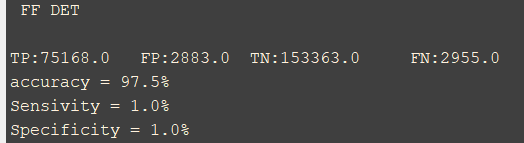 FF DET
TP:75168.0 FP:2883.0 TN:153363.0 FN:2955.0
accuracy = 97.5%
Sensivity = 1.0%
Specificity = 1.0%